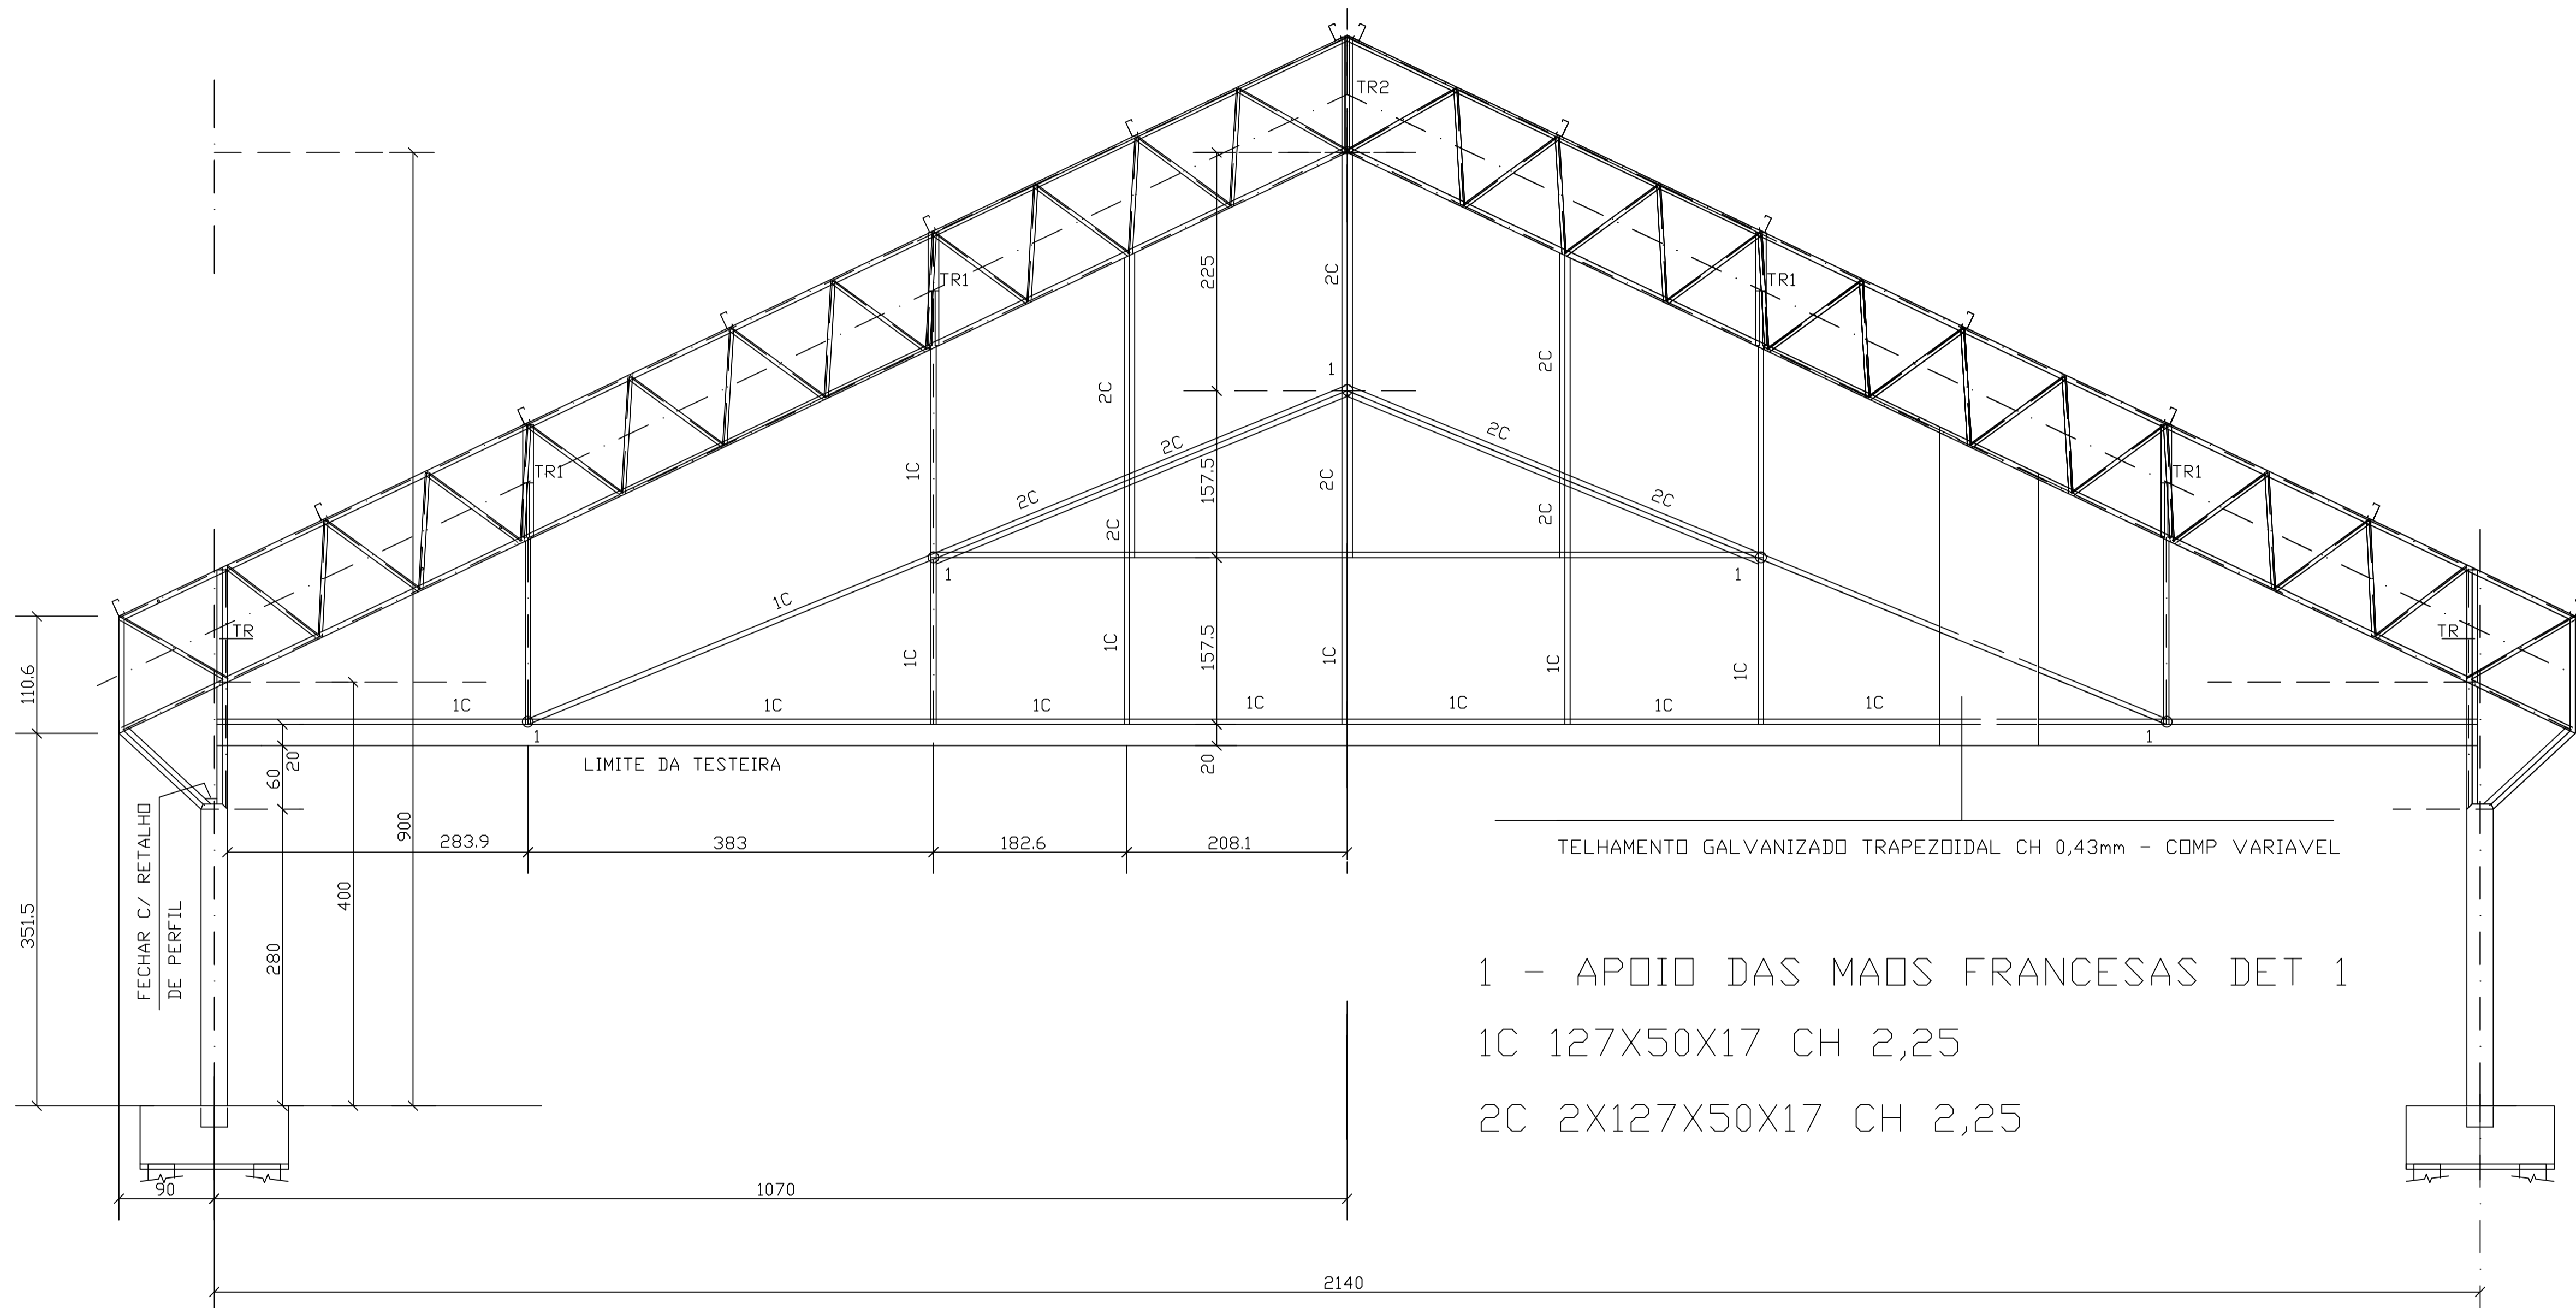 TR2
TR1
TR1
225
2C
TR1
TR1
2C
2C
1
2C
2C
1C
2C
157.5
2C
2C
2C
2C
1
1
1C
TR
TR
110.6
1C
1C
157.5
1C
1C
1C
1C
1C
1C
1C
1C
1C
1C
1C
1
1
20
60
LIMITE DA TESTEIRA
20
FECHAR C/ RETALHO
DE PERFIL
900
283.9
383
182.6
208.1
TELHAMENTO GALVANIZADO TRAPEZOIDAL CH 0,43mm - COMP VARIAVEL
400
351.5
280
1 - APOIO DAS MAOS FRANCESAS DET 1
1C 127X50X17 CH 2,25
2C 2X127X50X17 CH 2,25
90
1070
2140